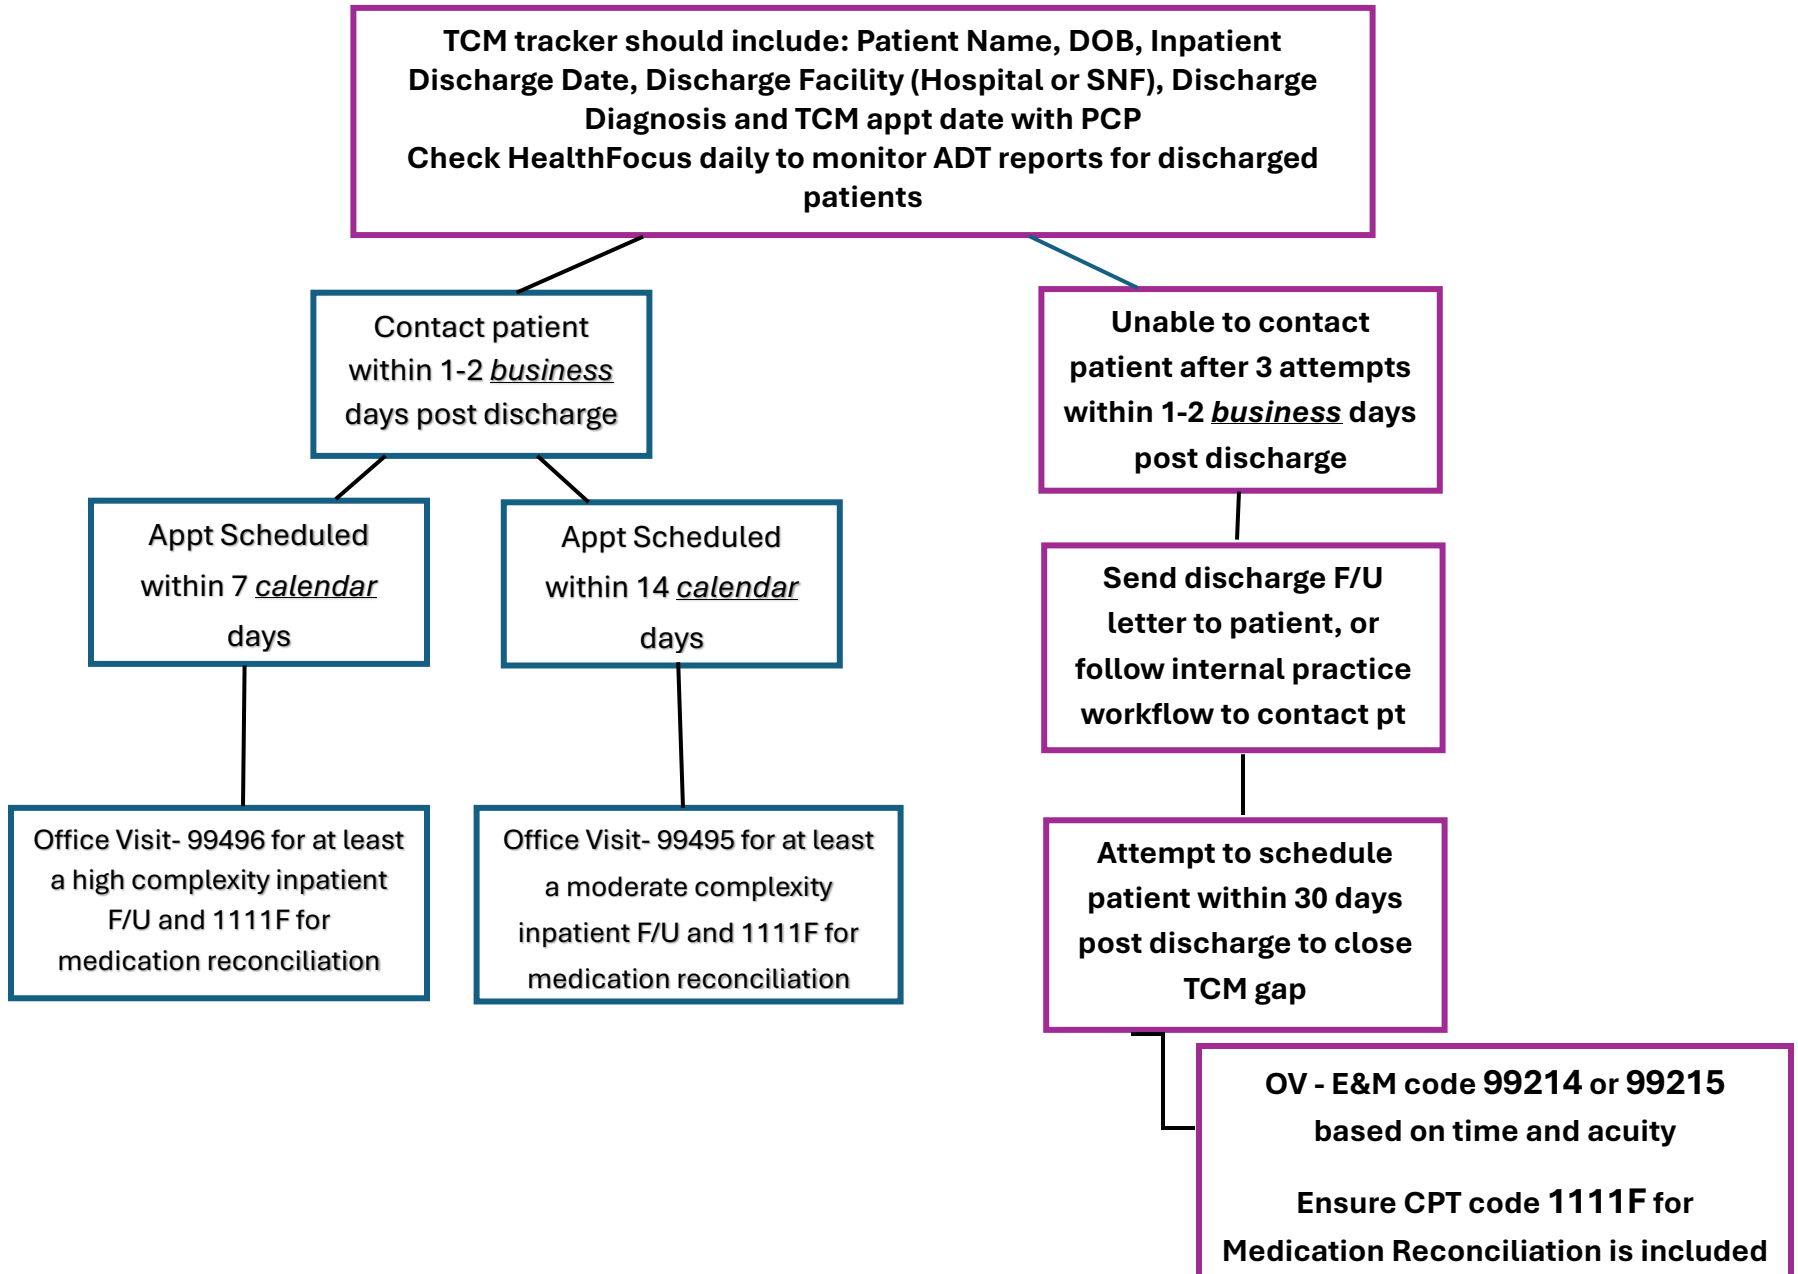 TCM tracker should include: Patient Name, DOB, Inpatient
Discharge Date, Discharge Facility (Hospital or SNF), Discharge
Diagnosis and TCM appt date with PCP
Check HealthFocus daily to monitor ADT reports for discharged
patients
Contact patient
within 1-2 business
days post discharge
Unable to contact
patient after 3 attempts
within 1-2 business days
post discharge
Appt Scheduled
within 7 calendar
days
Appt Scheduled
within 14 calendar
days
Send discharge F/U
letter to patient, or
follow internal practice
workflow to contact pt
Office Visit- 99496 for at least
a high complexity inpatient
F/U and 1111F for
medication reconciliation
Office Visit- 99495 for at least
a moderate complexity
inpatient F/U and 1111F for
medication reconciliation
Attempt to schedule
patient within 30 days
post discharge to close
TCM gap
OV - E&M code 99214 or 99215
based on time and acuity
Ensure CPT code 1111F for
Medication Reconciliation is included